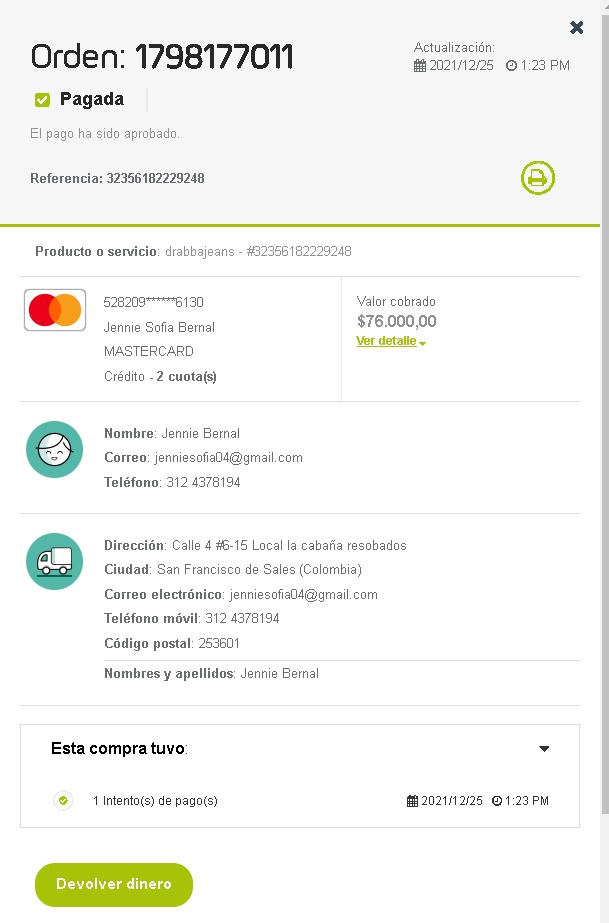 Orden: 1798177011
Actualización:
2021/12/25 1:23 PM
Pagada
El pago ha sido aprobado.
Referencia: 32356182229248
Producto o servicio: drabbajeans - #32356182229248
528209******6130
Jennie Sofia Bernal
MASTERCARD
Crédito - 2 cuota(s)
Valor cobrado
$76.000,00
Ver detalle
Nombre: Jennie Bernal
Correo: jenniesofia04@gmail.com
Teléfono: 312 4378194
Dirección: Calle 4 #6-15 Local la cabaña resobados
Ciudad: San Francisco de Sales (Colombia)
Correo electrónico: jenniesofia04@gmail.com
Teléfono móvil: 312 4378194
Código postal: 253601
Nombres y apellidos: Jennie Bernal
Esta compra tuvo:
1 Intento(s) de pago(s) 2021/12/25 1:23 PM
Devolver dinero